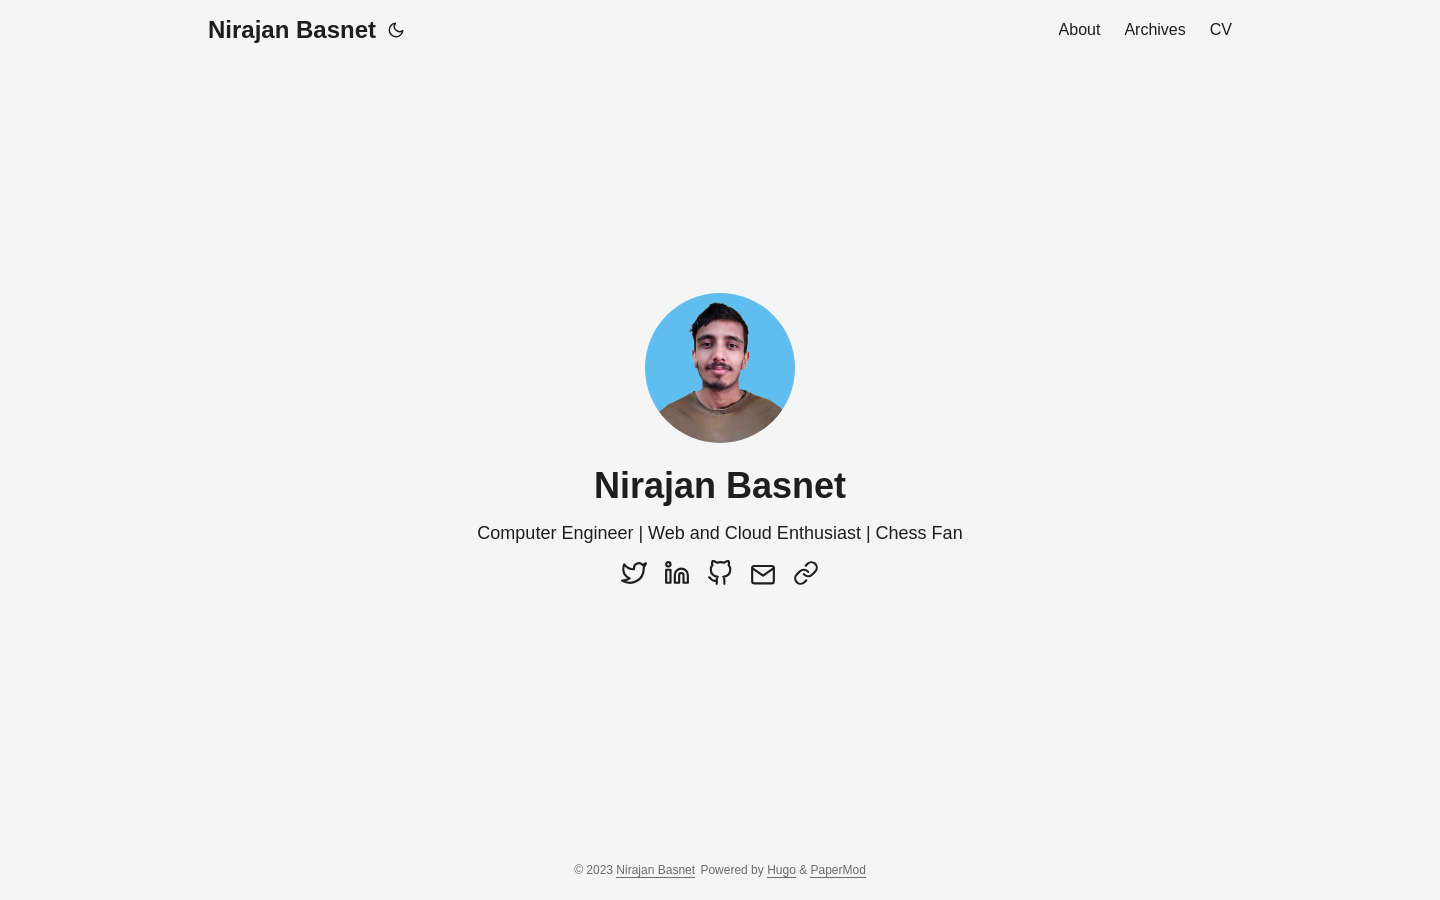 Nirajan Basnet
About Archives CV
Nirajan Basnet
Computer Engineer | Web and Cloud Enthusiast | Chess Fan
© 2023 Nirajan Basnet Powered by Hugo & PaperMod